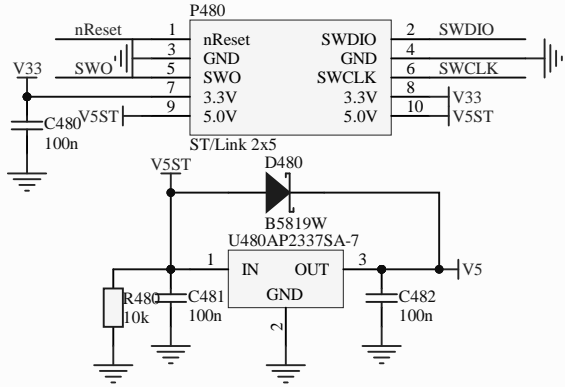 P480
nReset 1 nReset SWDIO 2 SWDIO
3 GND GND 4
SWO 5 SWO SWCLK 6 SWCLK
V33 7 3.3V 3.3V 8 V33
V5ST 9 5.0V 5.0V 10 V5ST
C480
100n
ST/Link 2x5
V5ST
D480
B5819W
U480AP2337SA-7
1 IN OUT 3 V5
GND
2
R480
10k
C481
100n
C482
100n